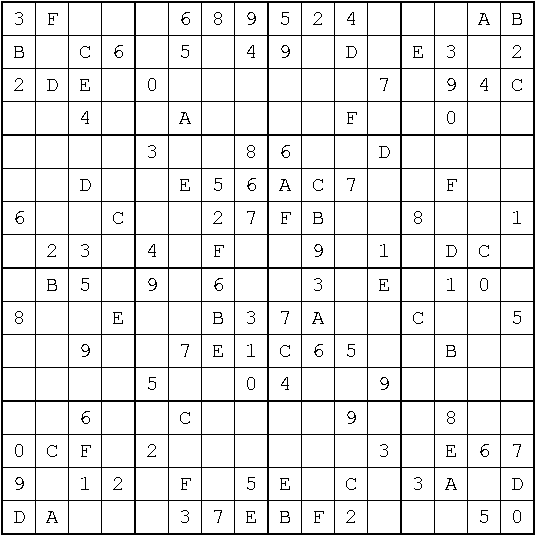 3 F 6 8 9 5 2 4 A B
B C 6 5 4 9 D E 3 2
2 D E 0 7 9 4 C
4 A F 0
3 8 6 D
D E 5 6 A C 7 F
6 C 2 7 F B 8 1
2 3 4 F 9 1 D C
B 5 9 6 3 E 1 0
8 E B 3 7 A C 5
9 7 E 1 C 6 5 B
5 0 4 9
6 C 9 8
0 C F 2 3 E 6 7
9 1 2 F 5 E C 3 A D
D A 3 7 E B F 2 5 0